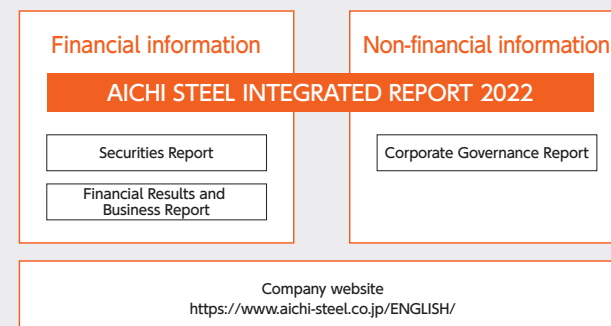 Financial information
Non-financial information
AICHI STEEL INTEGRATED REPORT 2022
Securities Report
Corporate Governance Report
Financial Results and
Business Report
Company website
https://www.aichi-steel.co.jp/ENGLISH/